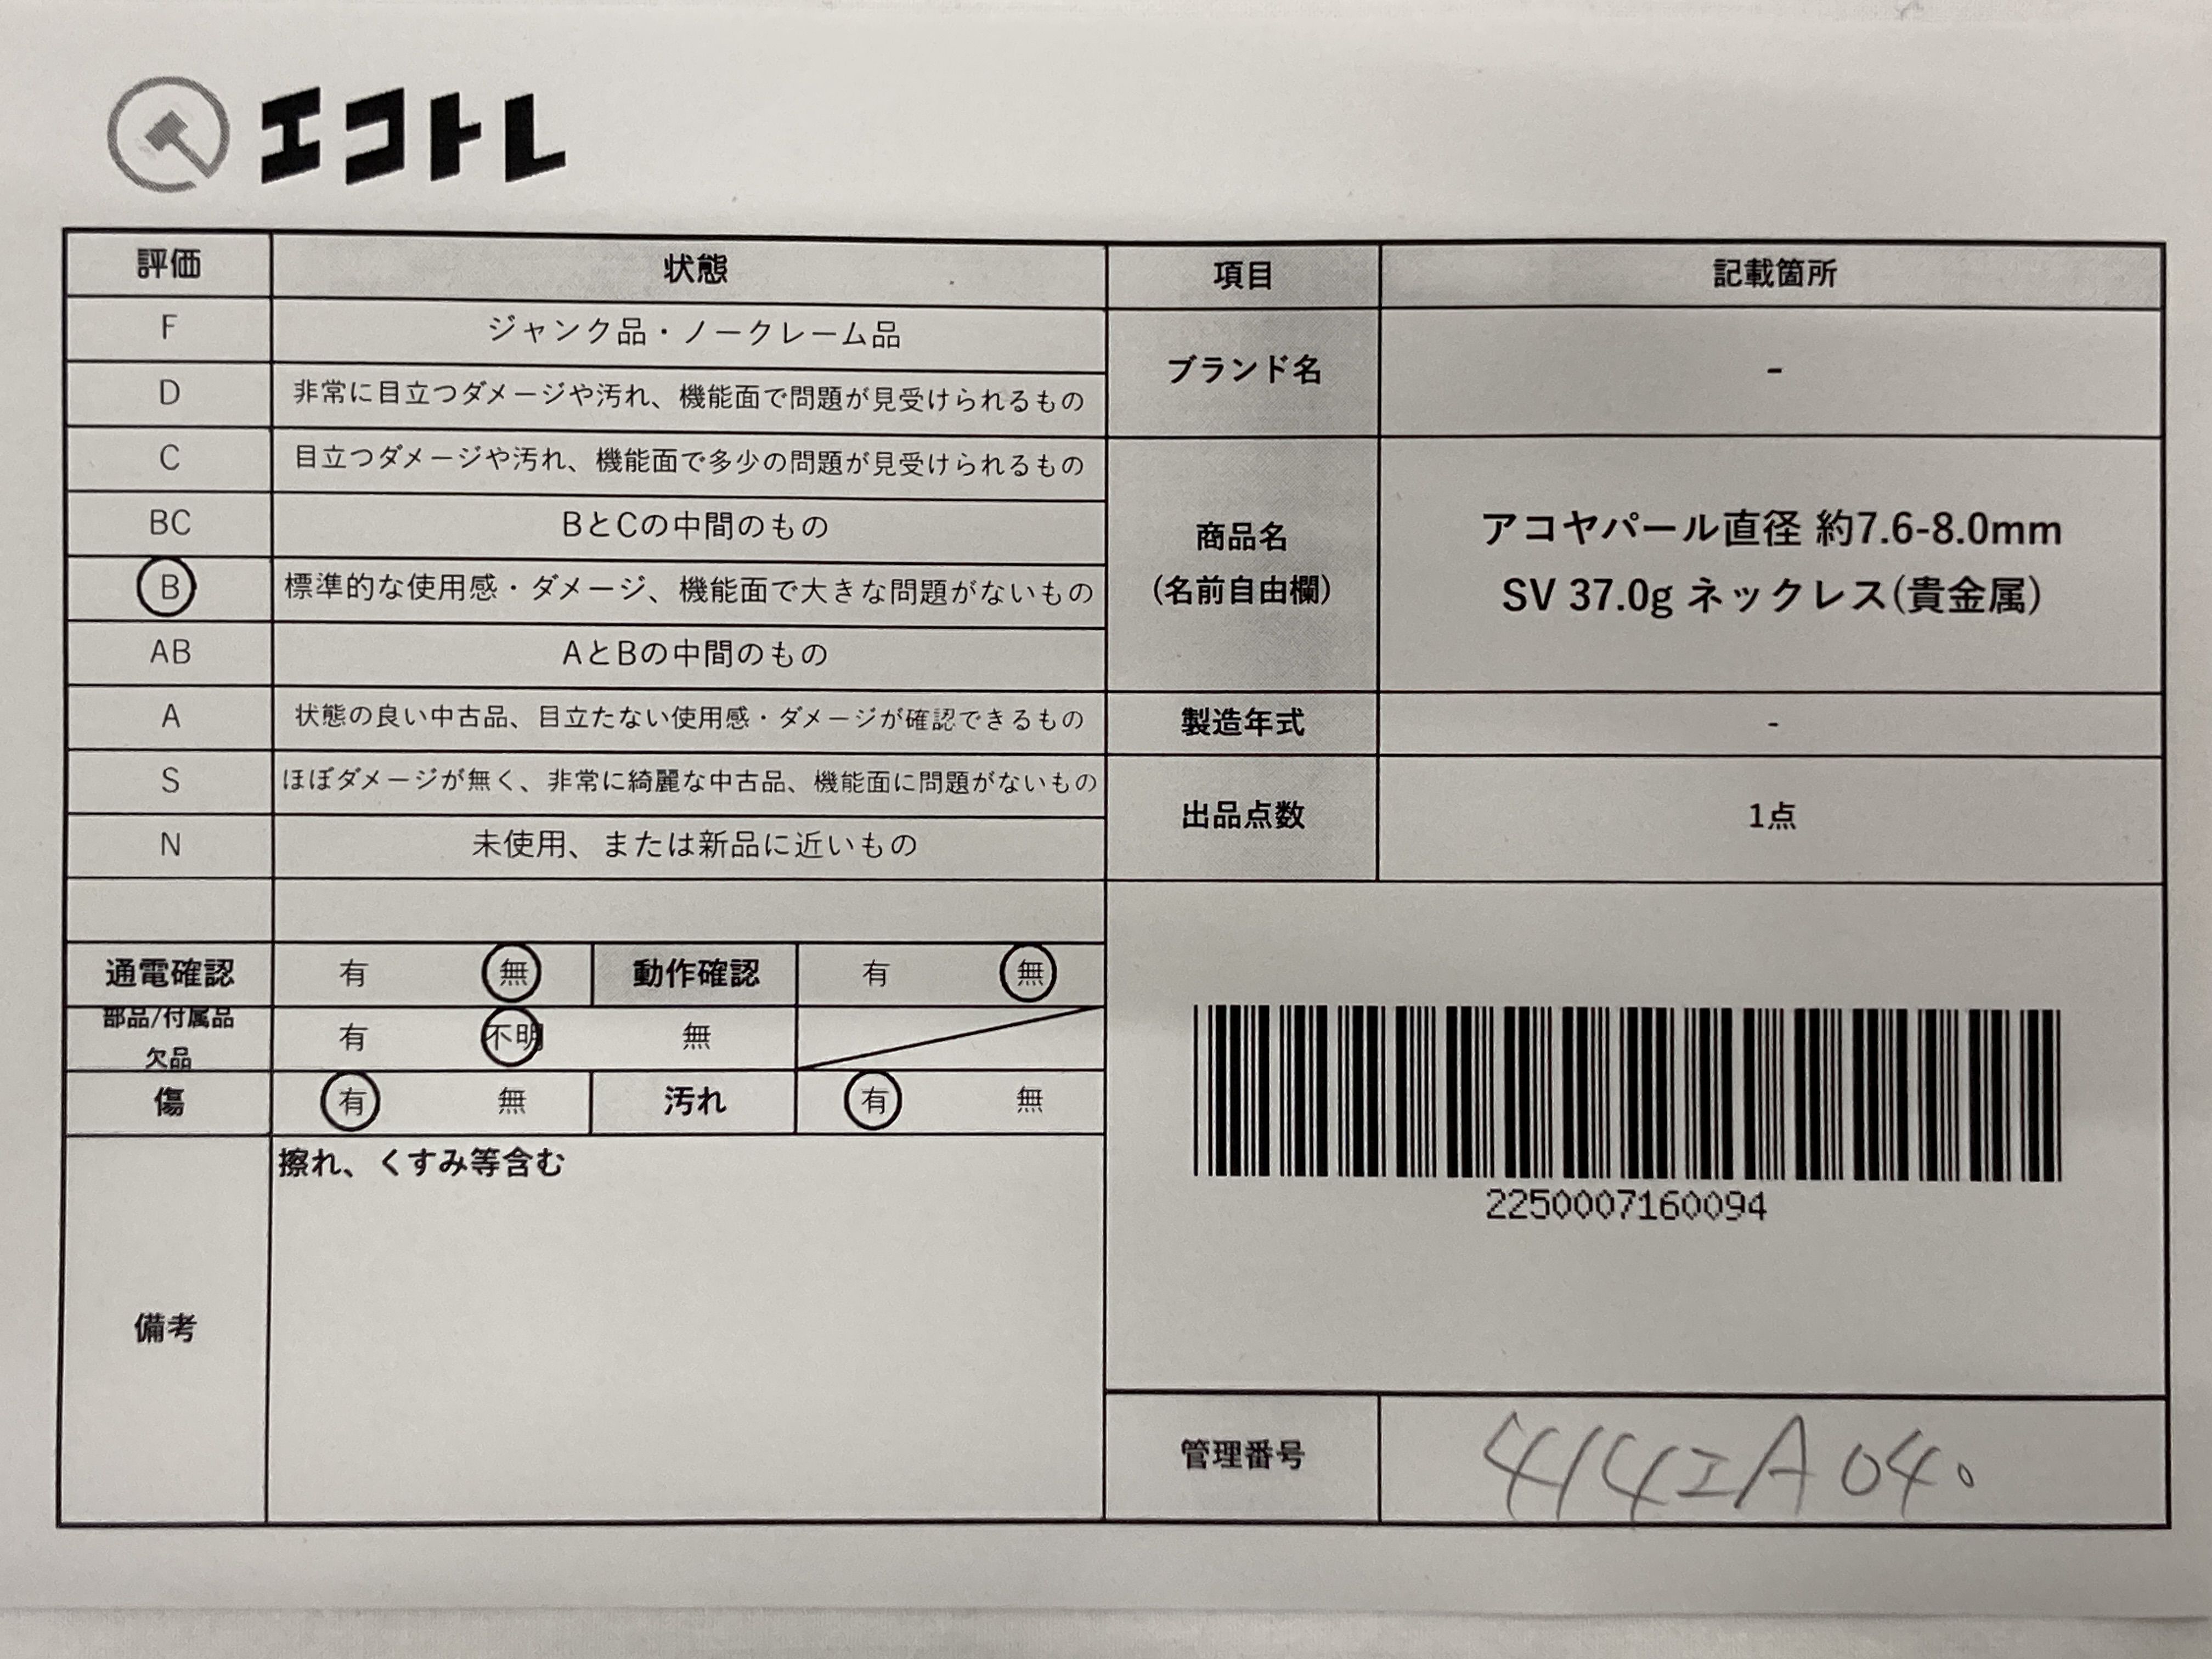 エコトレ
評価 状態
F ジャンク品・ノークレーム品
D 非常に目立つダメージや汚れ、機能面で問題が見受けられるもの
C 目立つダメージや汚れ、機能面で多少の問題が見受けられるもの
BC BとCの中間のもの
B 標準的な使用感・ダメージ、機能面で大きな問題がないもの
AB AとBの中間のもの
A 状態の良い中古品、目立たない使用感・ダメージが確認できるもの
S ほぼダメージが無く、非常に綺麗な中古品、機能面に問題がないもの
N 未使用、または新品に近いもの
通電確認 有 無 動作確認 有 無
部品/付属品
欠品 有 不明 無
傷 有 無 汚れ 有 無
備考 擦れ、くすみ等含む
項目 記載箇所
ブランド名 -
商品名
(名前自由欄)
アコヤパール直径 約7.6-8.0mm
SV 37.0g ネックレス(貴金属)
製造年式 -
出品点数 1点
2250007160094
管理番号 414エA040